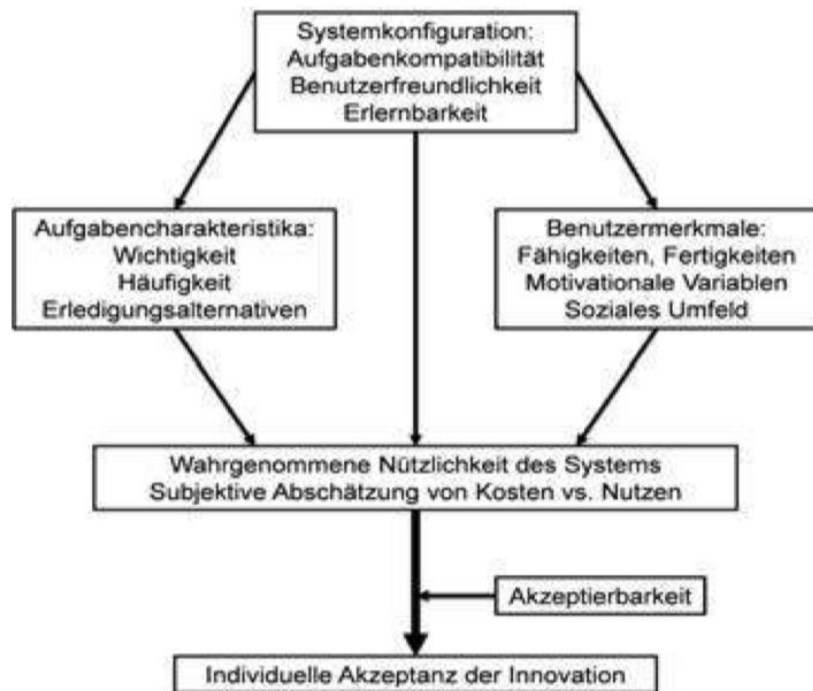 Systemkonfiguration:
Aufgabenkompatibilität
Benutzerfreundlichkeit
Erlernbarkeit
Aufgabencharakteristika:
Wichtigkeit
Häufigkeit
Erledigungsalternativen
Benutzermerkmale:
Fähigkeiten, Fertigkeiten
Motivationale Variablen
Soziales Umfeld
Wahrgenommene Nützlichkeit des Systems
Subjektive Abschätzung von Kosten vs. Nutzen
Akzeptierbarkeit
Individuelle Akzeptanz der Innovation